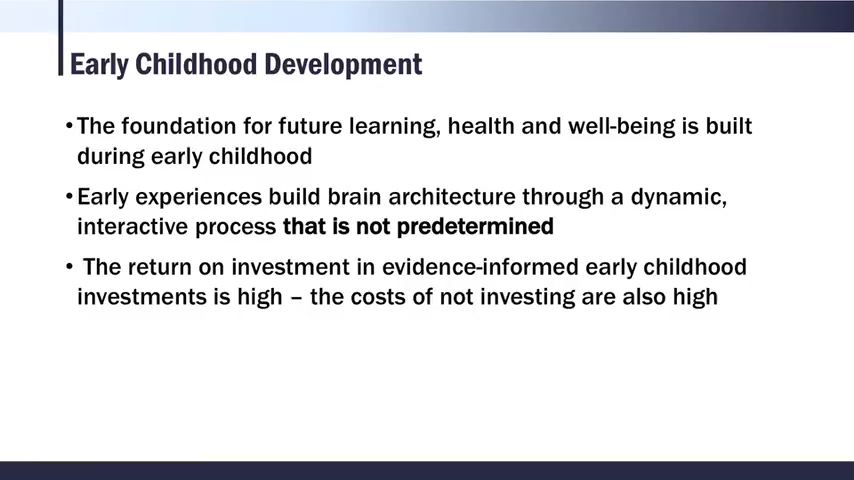 Early Childhood Development
•The foundation for future learning, health and well-being is built
during early childhood
•Early experiences build brain architecture through a dynamic,
interactive process that is not predetermined
• The return on investment in evidence-informed early childhood
investments is high – the costs of not investing are also high